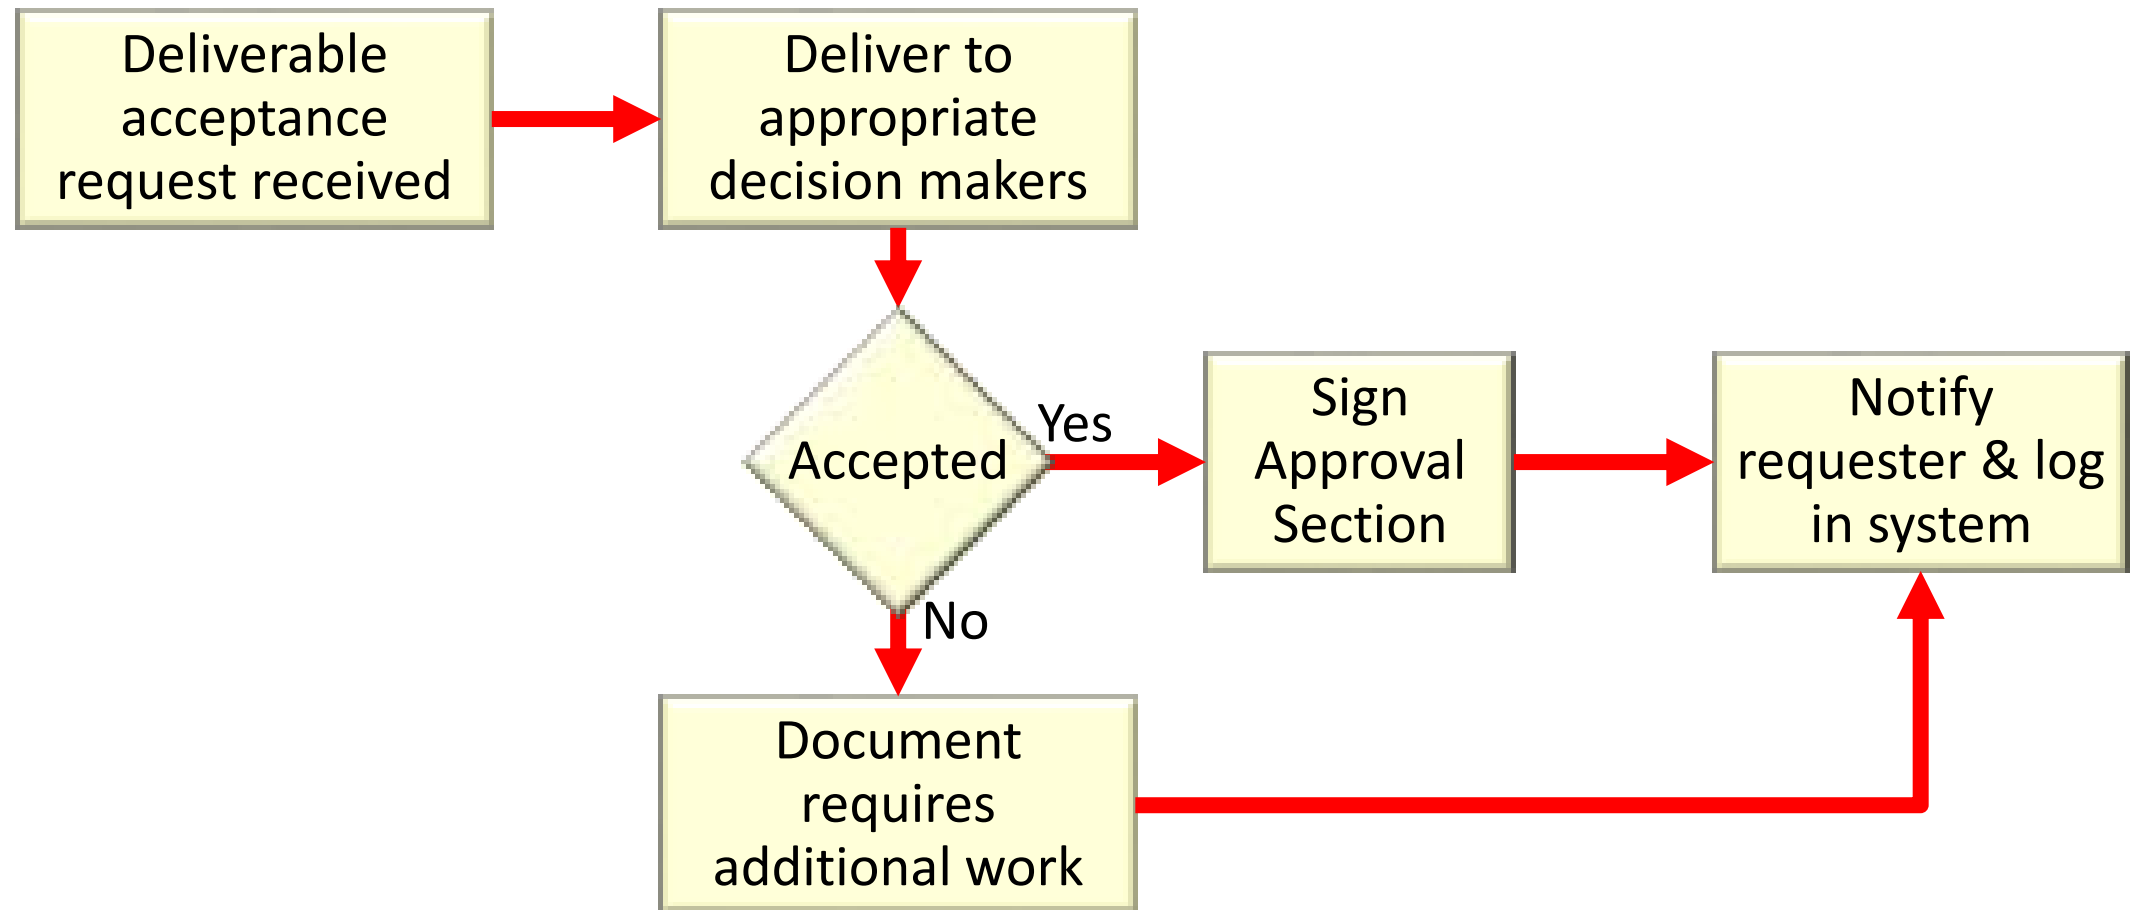 Deliverable
acceptance
request received
Deliver to
appropriate
decision makers
Accepted
Yes
Sign
Approval
Section
Notify
requester & log
in system
No
Document
requires
additional work